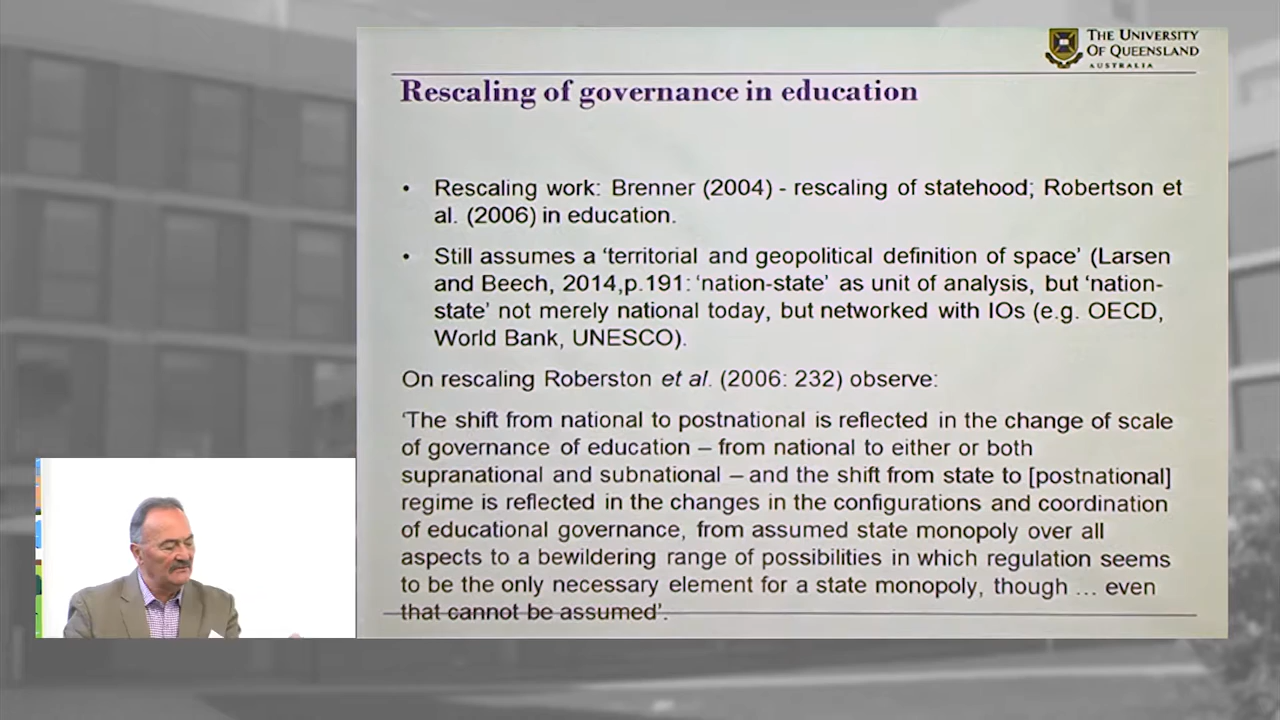 THE UNIVERSITY
OF QUEENSLAND
AUSTRALIA
Rescaling of governance in education
• Rescaling work: Brenner (2004) - rescaling of statehood; Robertson et
al. (2006) in education.
• Still assumes a ‘territorial and geopolitical definition of space’ (Larsen
and Beech, 2014,p.191: ‘nation-state’ as unit of analysis, but ‘nation-
state’ not merely national today, but networked with IOs (e.g. OECD,
World Bank, UNESCO).
On rescaling Roberston et al. (2006: 232) observe:
‘The shift from national to postnational is reflected in the change of scale
of governance of education – from national to either or both
supranational and subnational – and the shift from state to [postnational]
regime is reflected in the changes in the configurations and coordination
of educational governance, from assumed state monopoly over all
aspects to a bewildering range of possibilities in which regulation seems
to be the only necessary element for a state monopoly, though … even
that cannot be assumed’.